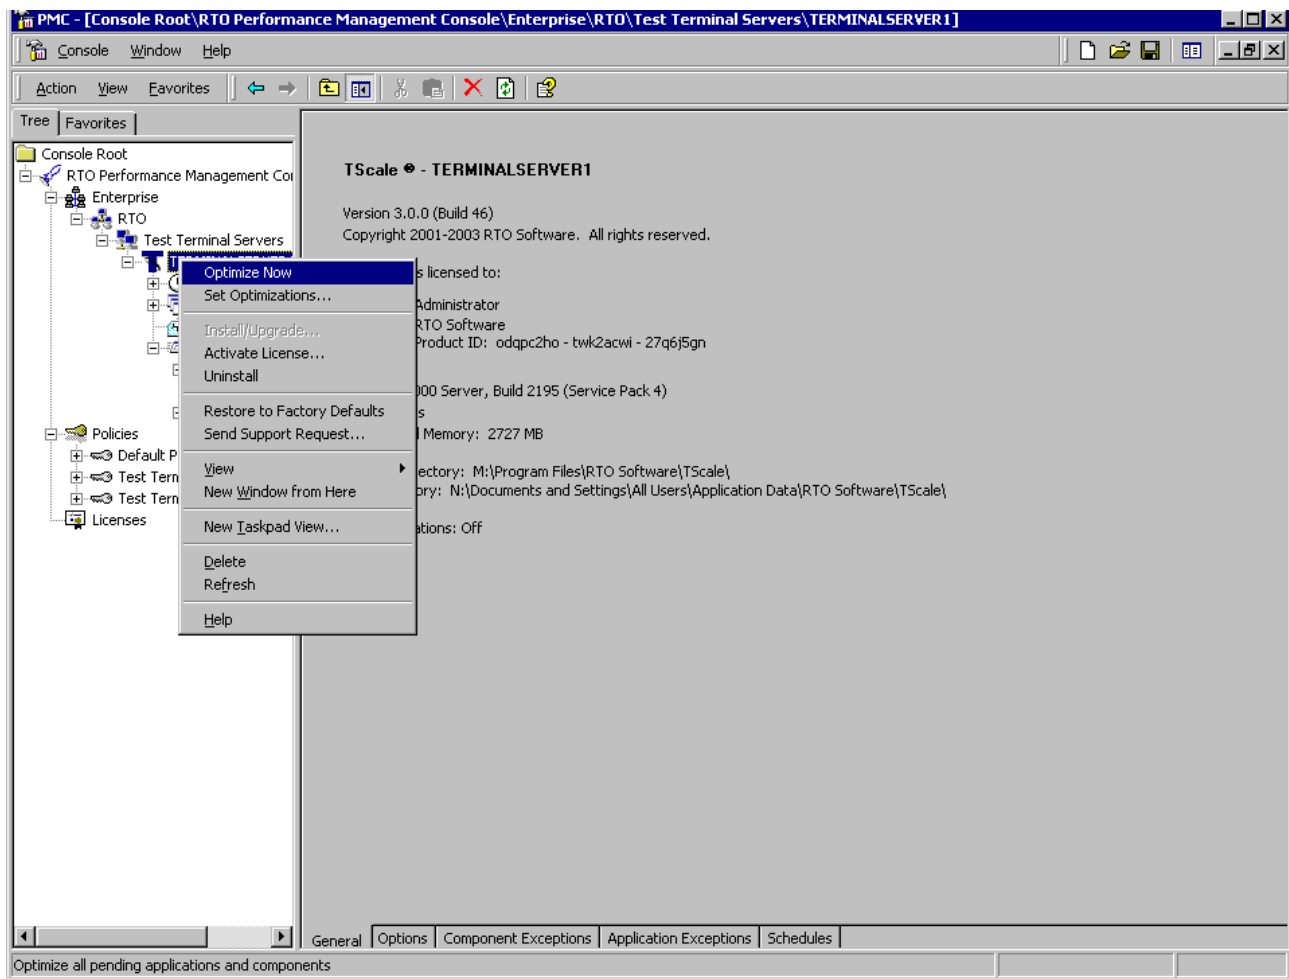 PMC - [Console Root\RTO Performance Management Console\Enterprise\RTO\Test Terminal Servers\TERMINALSERVER1]
Console Window Help
Action View Favorites
Tree Favorites
Console Root
RTO Performance Management Co
Enterprise
RTO
Test Terminal Servers
Optimize Now
Set Optimizations...
Install/Upgrade...
Activate License...
Uninstall
Restore to Factory Defaults
Send Support Request...
View
New Window from Here
New Taskpad View...
Delete
Refresh
Help
Policies
Default P
Test Tern
Test Tern
Licenses
TScale ® - TERMINALSERVER1
Version 3.0.0 (Build 46)
Copyright 2001-2003 RTO Software. All rights reserved.
s licensed to:
Administrator
RTO Software
Product ID: odqpc2ho - twk2acwi - 27q6j5gn
000 Server, Build 2195 (Service Pack 4)
s
l Memory: 2727 MB
ectory: M:\Program Files\RTO Software\TScale\
ory: N:\Documents and Settings\All Users\Application Data\RTO Software\TScale\
ations: Off
General Options Component Exceptions Application Exceptions Schedules
Optimize all pending applications and components